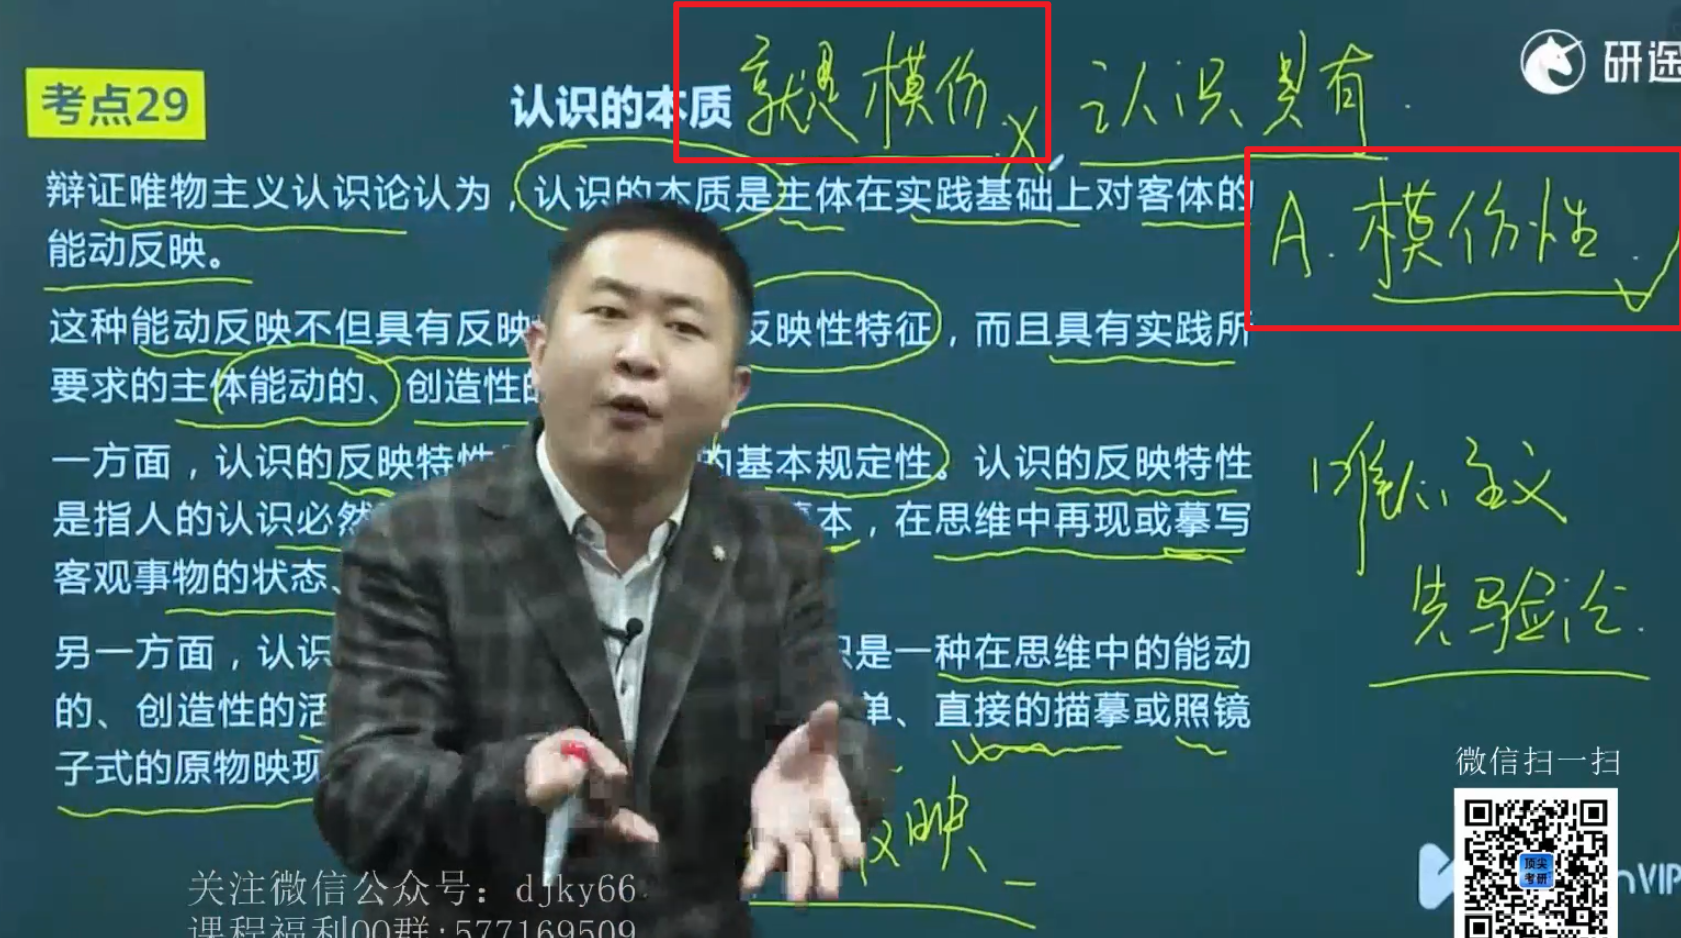 就是模仿 × 认识具有.
研途
考点29
认识的本质
辩证唯物主义认识论认为，认识的本质是主体在实践基础上对客体的
能动反映。
A.模仿性.✓
这种能动反映不但具有反映
反映性特征，而且具有实践所
要求的主体能动的、创造性
一方面，认识的反映特性
的基本规定性。认识的反映特性
是指人的认识必然
本，在思维中再现或摹写
客观事物的状态、
唯心主义
先验论.
另一方面，认识
识是一种在思维中的能动
的、创造性的活
单、直接的描摹或照镜
子式的原物映现
反映
微信扫一扫
顶尖
考研
VIP
关注微信公众号：djky66
课程福利QQ群:577169509